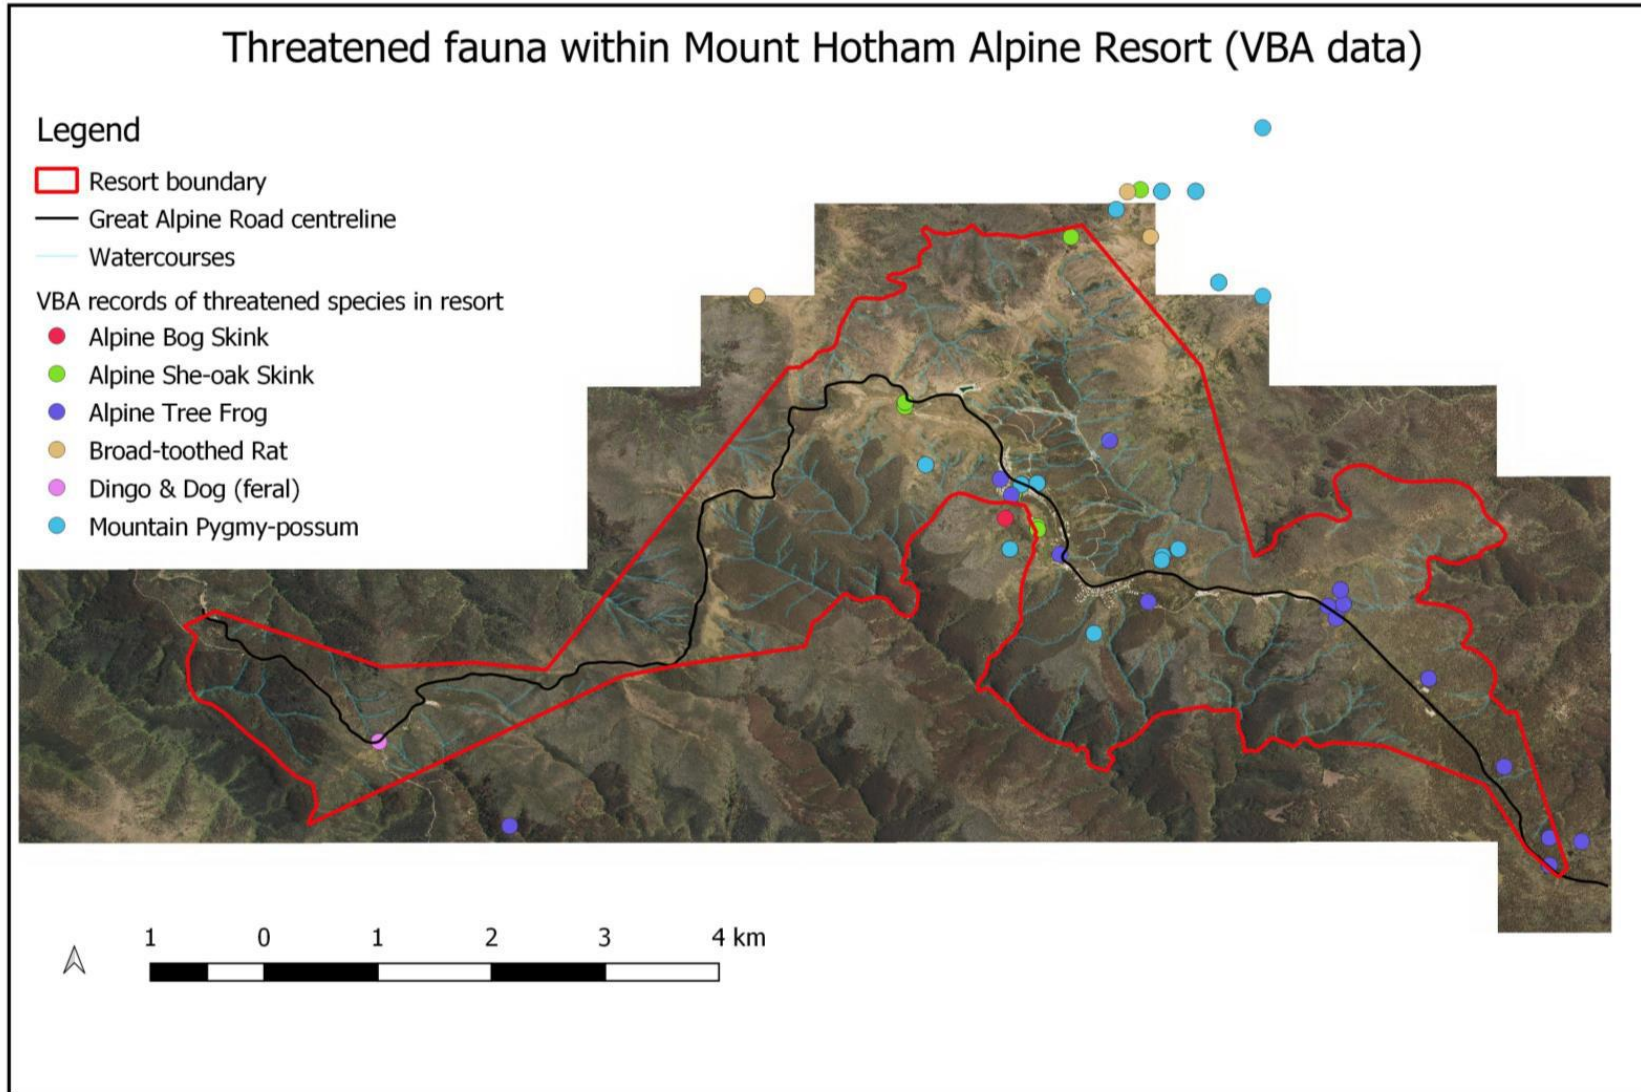 Threatened fauna within Mount Hotham Alpine Resort (VBA data)
Legend
Resort boundary
Great Alpine Road centreline
Watercourses
VBA records of threatened species in resort
Alpine Bog Skink
Alpine She-oak Skink
Alpine Tree Frog
Broad-toothed Rat
Dingo & Dog (feral)
Mountain Pygmy-possum
1 0 1 2 3 4 km